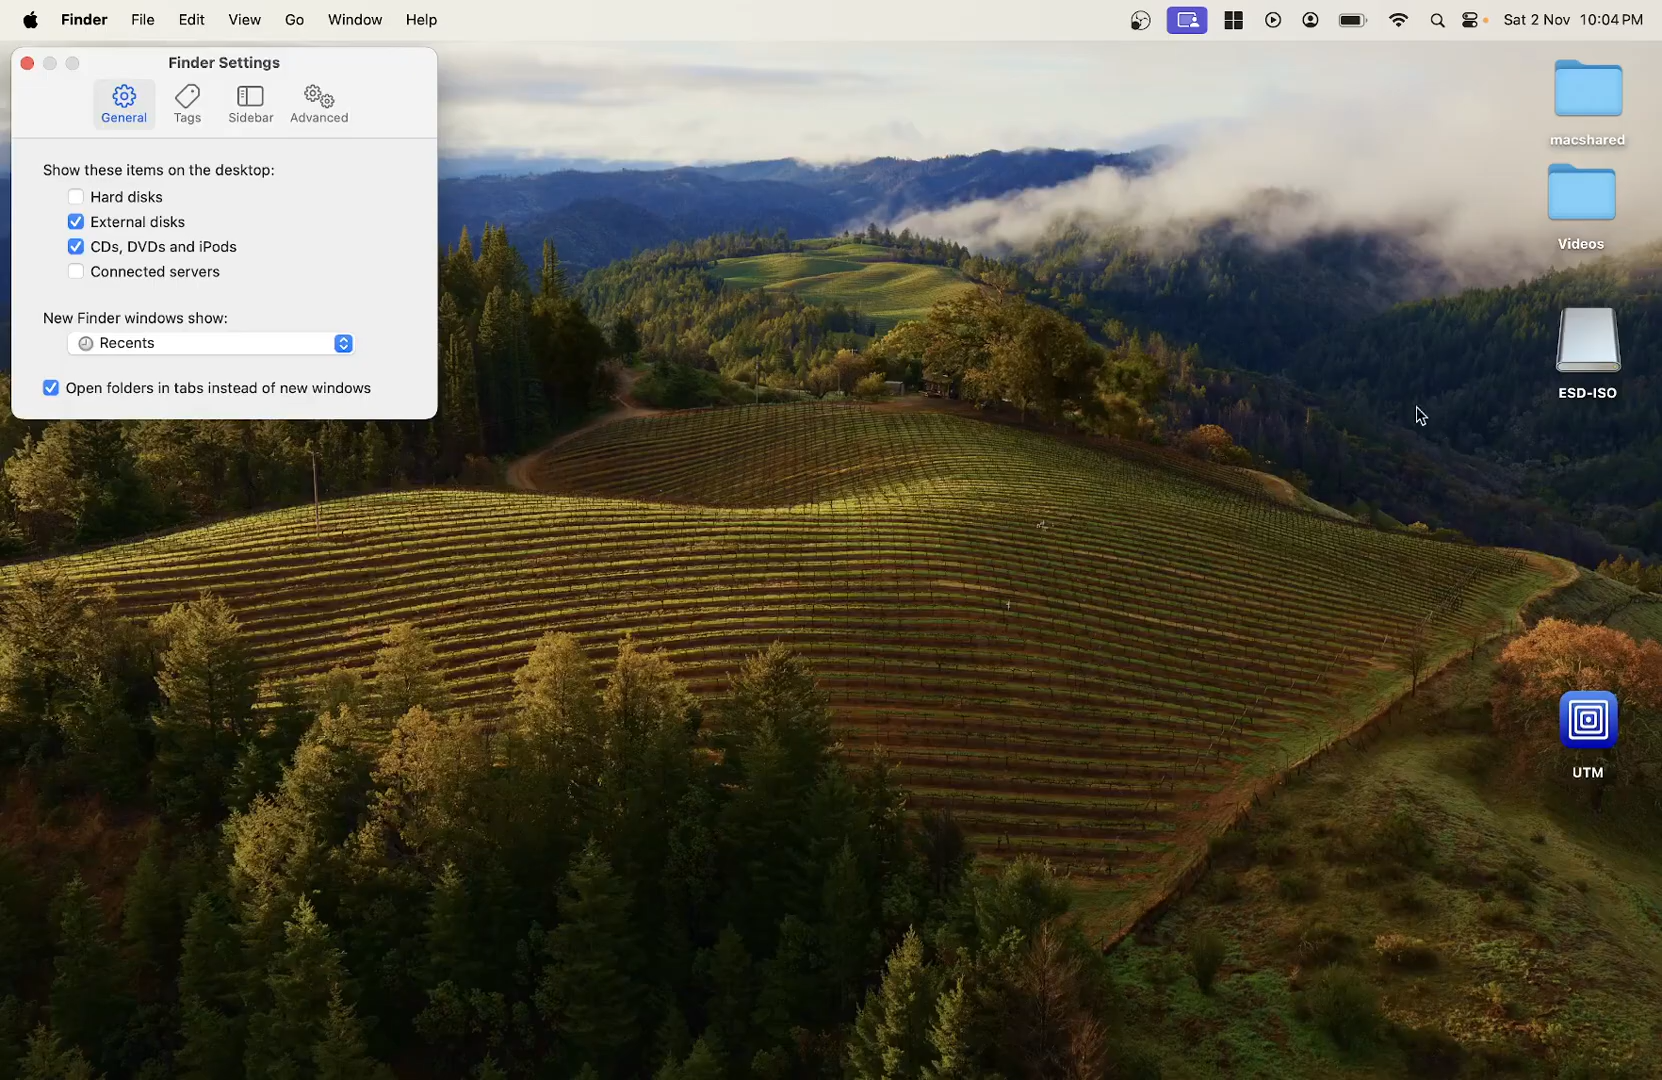 Finder File Edit View Go Window Help Sat 2 Nov 10:04 PM
Finder Settings
General Tags Sidebar Advanced
Show these items on the desktop:
Hard disks
External disks
CDs, DVDs and iPods
Connected servers
New Finder windows show:
Recents
Open folders in tabs instead of new windows
macshared
Videos
ESD-ISO
UTM